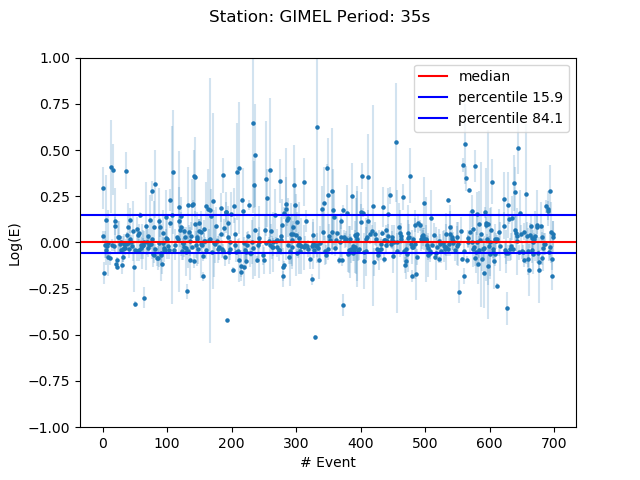 Station: GIMEL Period: 35s
1.00
0.75
0.50
0.25
0.00
−0.25
−0.50
−0.75
−1.00
Log(E)
median
percentile 15.9
percentile 84.1
0 100 200 300 400 500 600 700
# Event